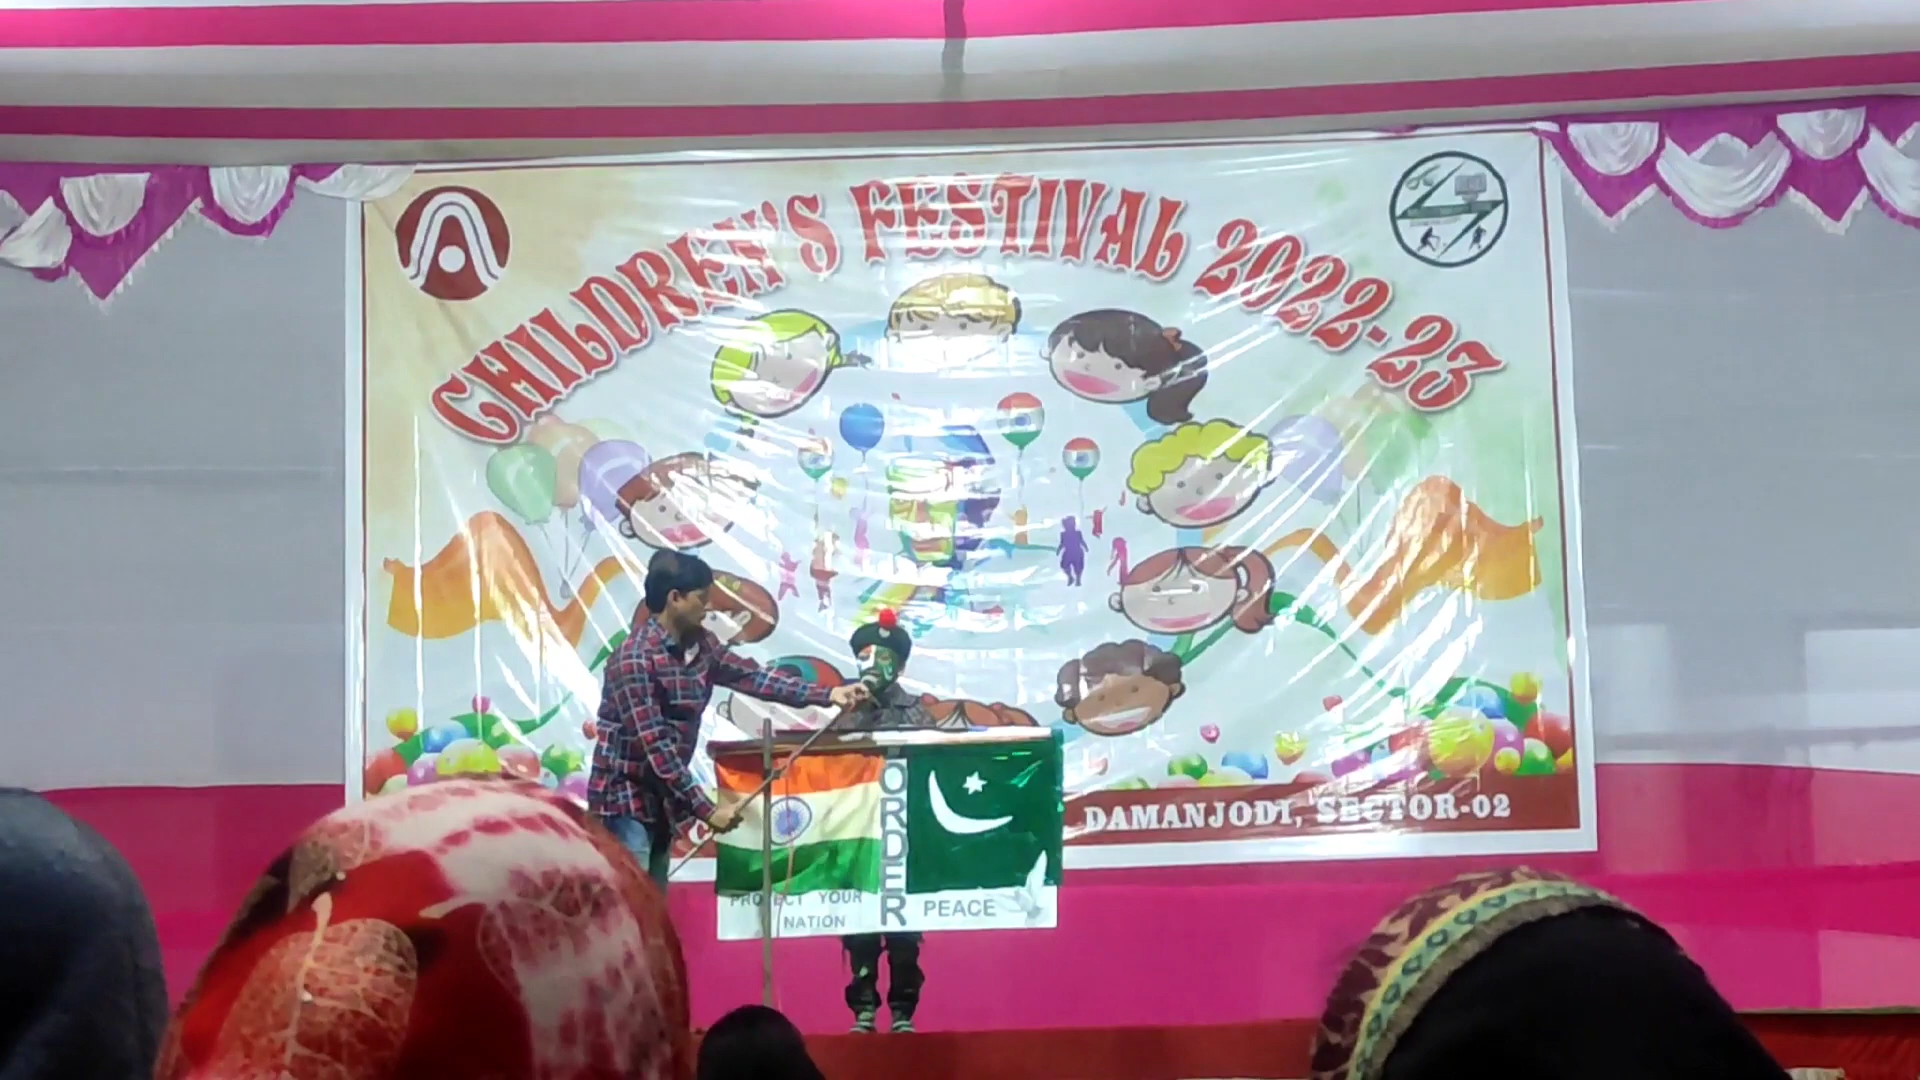 CHILDREN'S FESTIVAL 2022-23
DAMANJODI, SECTOR-02
BORDER
PROTECT YOUR
NATION
PEACE